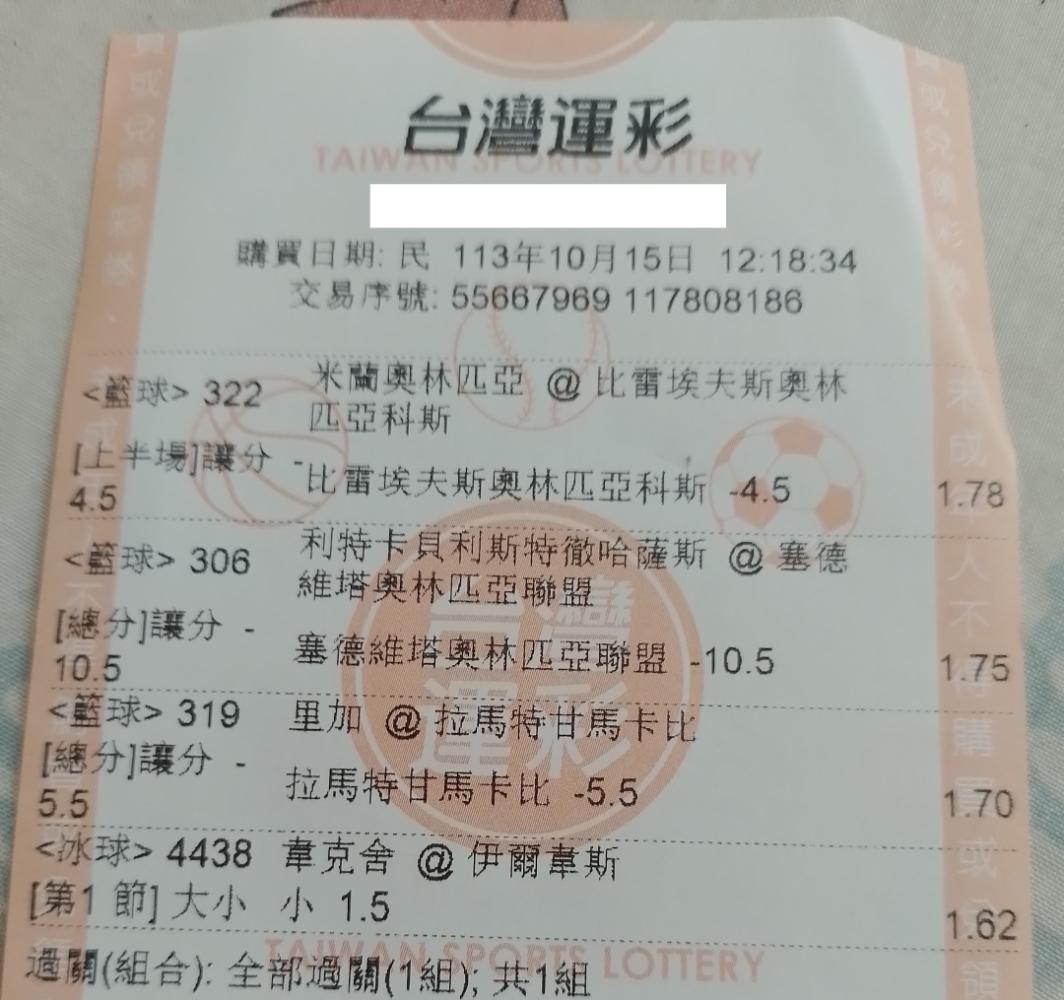 台灣運彩
TAIWAN SPORTS LOTTERY
購買日期: 民 113年10月15日 12:18:34
交易序號: 55667969 117808186
<籃球> 322 米蘭奧林匹亞 @ 比雷埃夫斯奧林
匹亞科斯
[上半場]讓分 -
4.5 比雷埃夫斯奧林匹亞科斯 -4.5 1.78
<籃球> 306 利特卡貝利斯特徹哈薩斯 @ 塞德
維塔奧林匹亞聯盟
[總分]讓分 -
10.5 塞德維塔奧林匹亞聯盟 -10.5 1.75
<籃球> 319 里加 @ 拉馬特甘馬卡比
[總分]讓分 -
5.5 拉馬特甘馬卡比 -5.5 1.70
<冰球> 4438 韋克舍 @ 伊爾韋斯
[第1 節] 大小 小 1.5 1.62
過關(組合): 全部過關(1組); 共1組
TAIWAN SPORTS LOTTERY
台灣
運彩